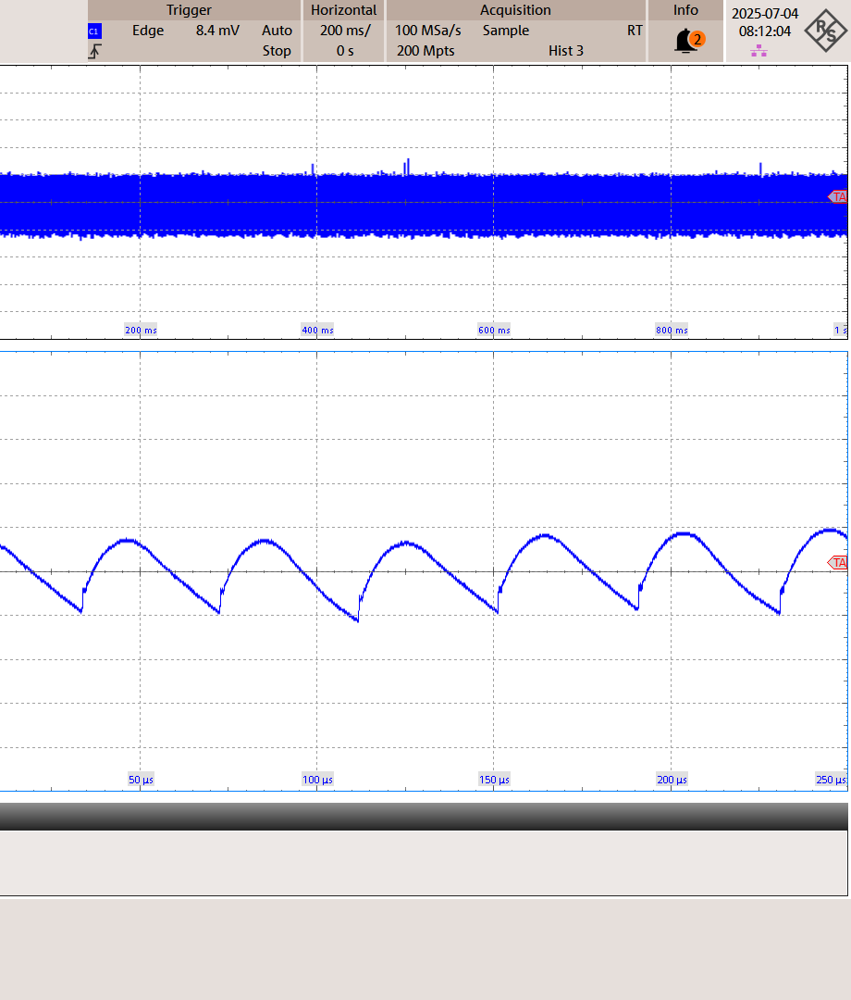 Trigger
Horizontal
Acquisition
Info
2025-07-04
C1
Edge
8.4 mV
Auto
200 ms/
100 MSa/s
Sample
RT
2
08:12:04
R
S
Stop
0 s
200 Mpts
Hist 3
TA
200 ms
400 ms
600 ms
800 ms
1 s
TA
50 µs
100 µs
150 µs
200 µs
250 µs